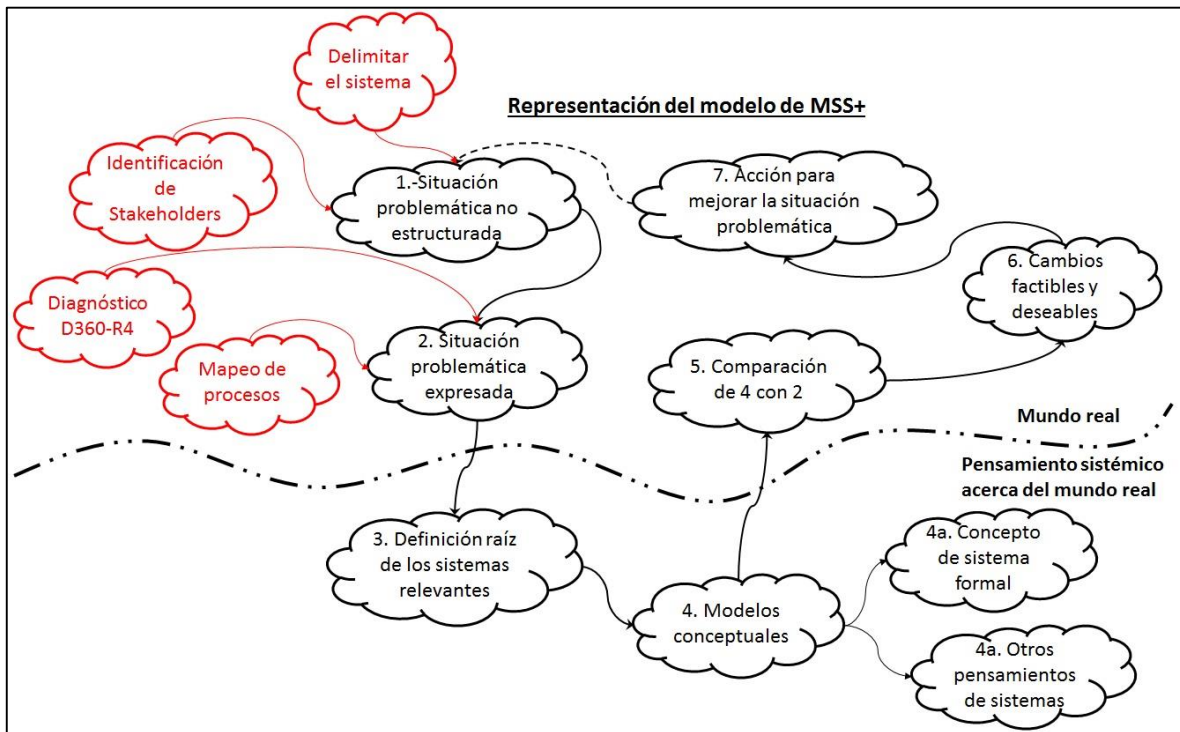 Delimitar
el sistema
Representación del modelo de MSS+
Identificación
de
Stakeholders
1.-Situación
problemática no
estructurada
7. Acción para
mejorar la situación
problemática
6. Cambios
factibles y
deseables
Diagnóstico
D360-R4
Mapeo de
procesos
2. Situación
problemática
expresada
5. Comparación
de 4 con 2
Mundo real
Pensamiento sistémico
acerca del mundo real
3. Definición raíz
de los sistemas
relevantes
4. Modelos
conceptuales
4a. Concepto
de sistema
formal
4a. Otros
pensamientos
de sistemas